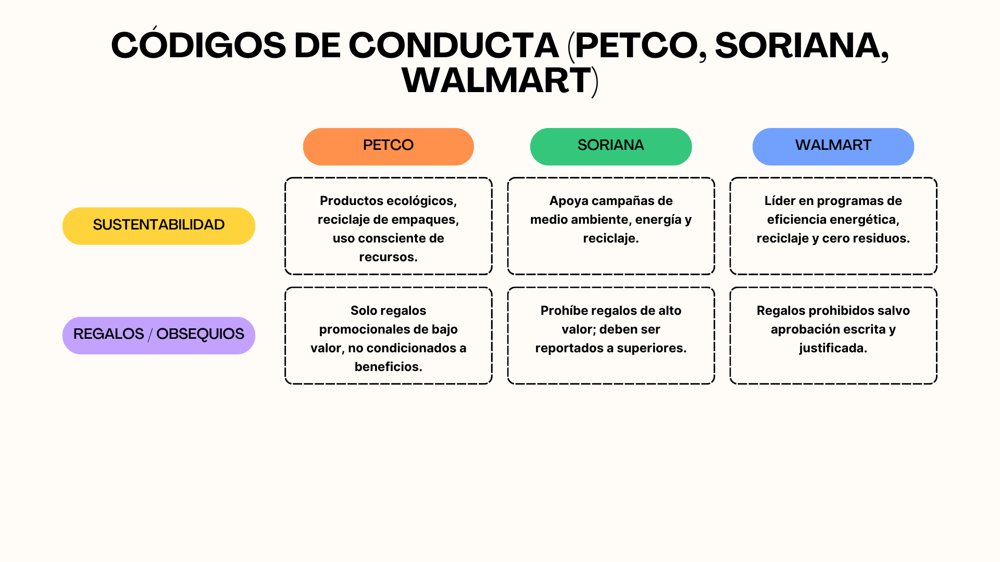 CÓDIGOS DE CONDUCTA (PETCO, SORIANA,
WALMART)
PETCO
SORIANA
WALMART
SUSTENTABILIDAD
Productos ecológicos,
reciclaje de empaques,
uso consciente de
recursos.
Apoya campañas de
medio ambiente, energía y
reciclaje.
Líder en programas de
eficiencia energética,
reciclaje y cero residuos.
REGALOS / OBSEQUIOS
Solo regalos
promocionales de bajo
valor, no condicionados a
beneficios.
Prohíbe regalos de alto
valor; deben ser
reportados a superiores.
Regalos prohibidos salvo
aprobación escrita y
justificada.